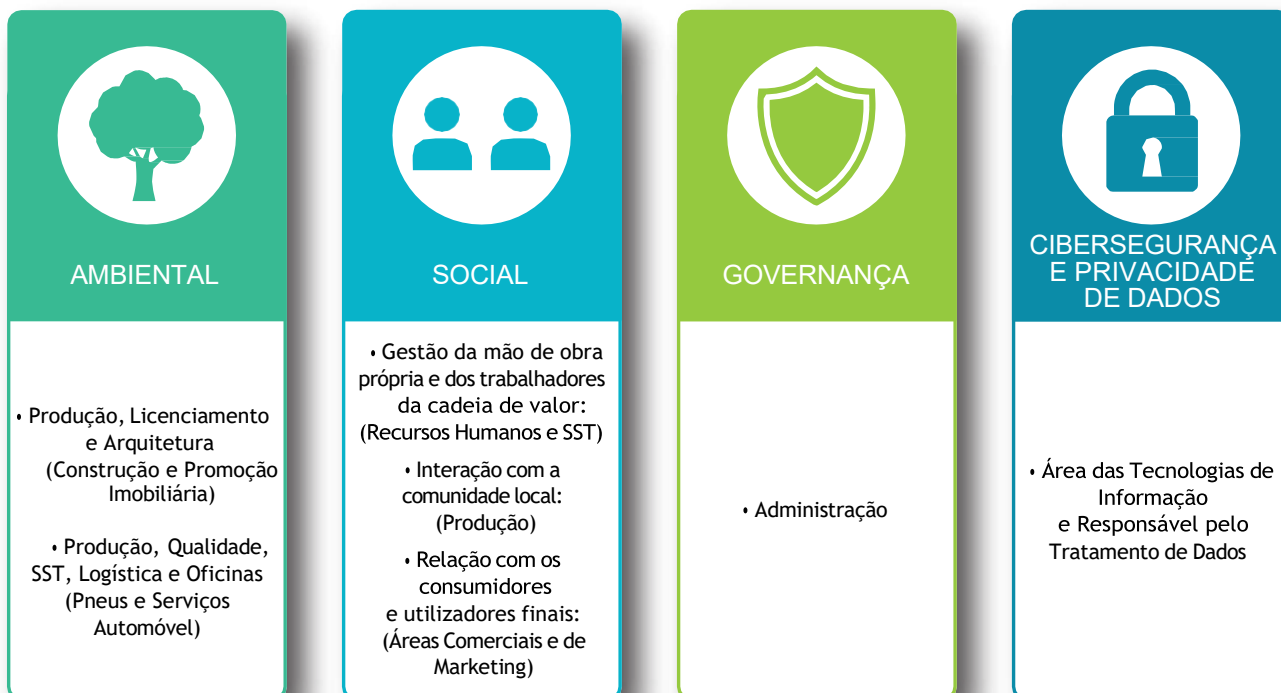 AMBIENTAL
• Produção, Licenciamento
e Arquitetura
(Construção e Promoção
Imobiliária)
• Produção, Qualidade,
SST, Logística e Oficinas
(Pneus e Serviços
Automóvel)
SOCIAL
• Gestão da mão de obra
própria e dos trabalhadores
da cadeia de valor:
(Recursos Humanos e SST)
• Interação com a
comunidade local:
(Produção)
• Relação com os
consumidores
e utilizadores finais:
(Áreas Comerciais e de
Marketing)
GOVERNANÇA
• Administração
CIBERSEGURANÇA
E PRIVACIDADE
DE DADOS
• Área das Tecnologias de
Informação
e Responsável pelo
Tratamento de Dados